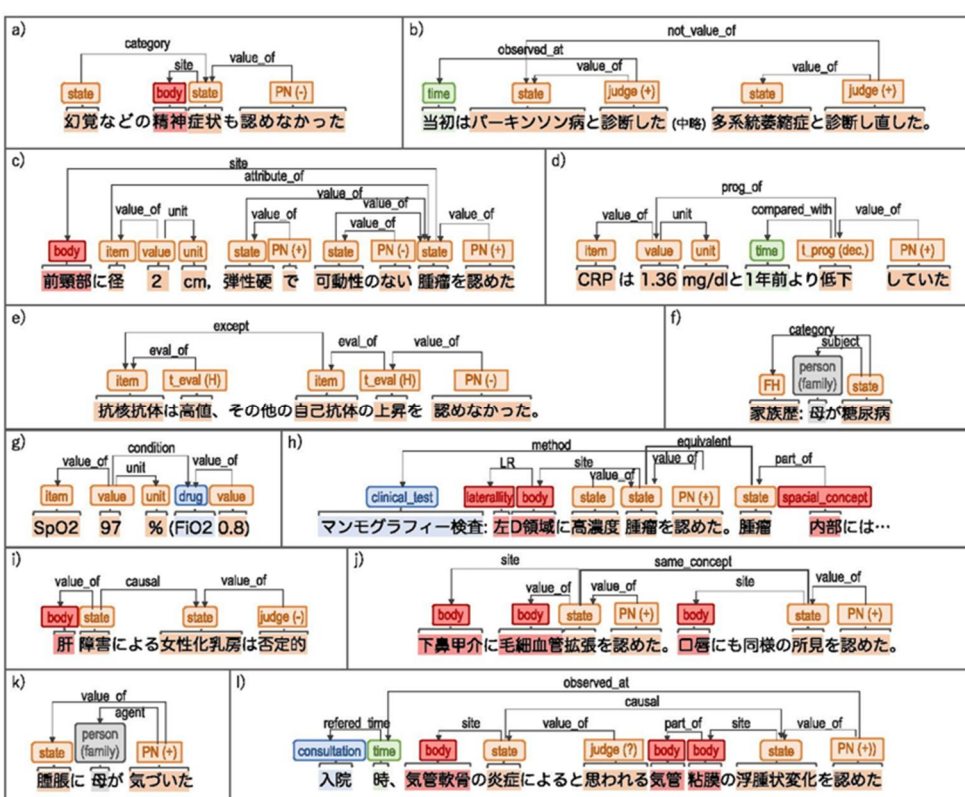 a)
category
site
value_of
state body state PN (-)
幻覚などの精神症状も認めなかった
b)
not_value_of
observed_at
value_of value_of
time state judge (+) state judge (+)
当初はパーキンソン病と診断した (中略) 多系統萎縮症と診断し直した。
c)
site
attribute_of
value_of
value_of unit value_of value_of value_of
body item value unit state PN (+) state PN (-) state PN (+)
前頸部に径 2 cm, 弾性硬 で 可動性のない 腫瘤を認めた
d)
prog_of
value_of unit compared_with value_of
item value unit time t_prog (dec.) PN (+)
CRP は 1.36 mg/dlと1年前より低下 していた
e)
except
eval_of eval_of value_of
item t_eval (H) item t_eval (H) PN (-)
抗核抗体は高値、その他の自己抗体の上昇を 認めなかった。
f)
category
subject
FH person (family) state
家族歴: 母が糖尿病
g)
condition
value_of unit value_of
item value unit drug value
SpO2 97 % (FiO2 0.8)
h)
method equivalent
LR site value_of value_of part_of
clinical_test laterallity body state state PN (+) state spacial_concept
マンモグラフィー検査: 左D領域に高濃度 腫瘤を認めた。腫瘤 内部には…
i)
value_of causal value_of
body state state judge (-)
肝 障害による女性化乳房は否定的
j)
site same_concept
value_of value_of site value_of
body body state PN (+) body state PN (+)
下鼻甲介に毛細血管拡張を認めた。口唇にも同様の所見を認めた。
k)
value_of
agent
state person (family) PN (+)
腫脹に 母が 気づいた
l)
observed_at
causal
refered_time site value_of part_of site value_of
consultation time body state judge (?) body body state PN (+))
入院 時、気管軟骨の炎症によると思われる気管 粘膜の浮腫状変化を認めた